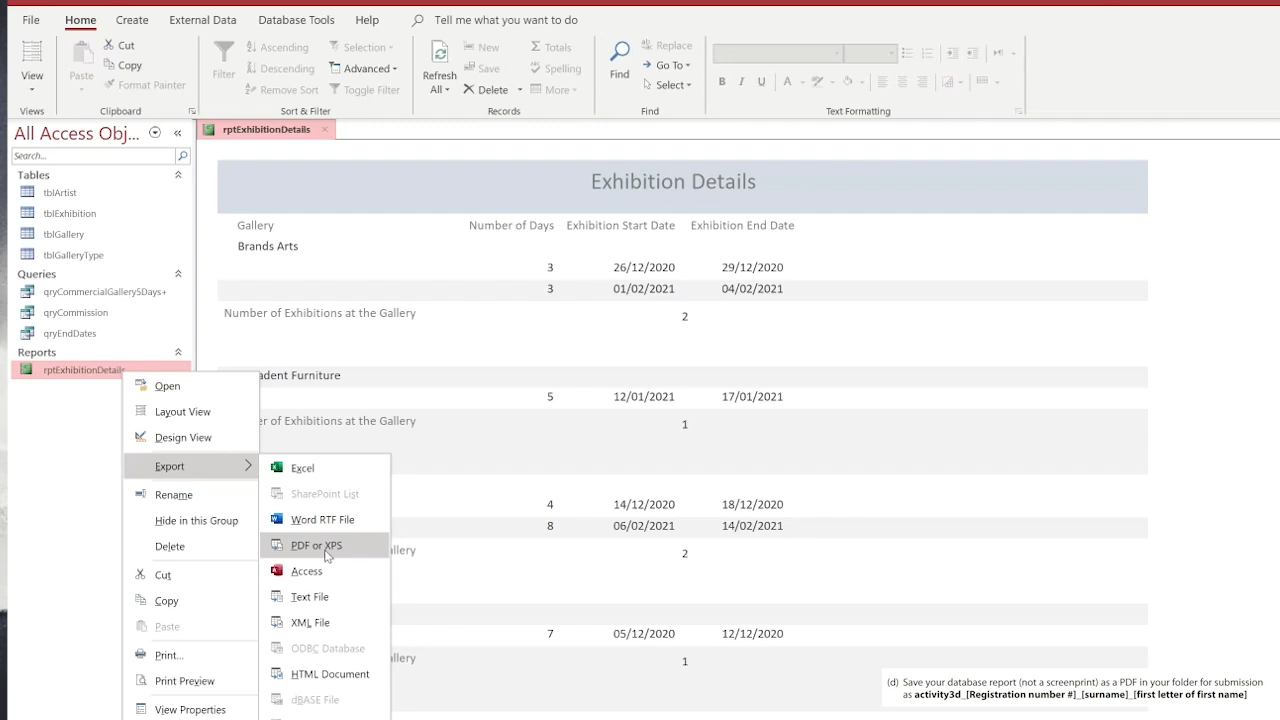 File Home Create External Data Database Tools Help Tell me what you want to do
View Paste Cut Copy Format Painter Filter Ascending Descending Remove Sort Selection Advanced Toggle Filter Refresh All New Save Delete Totals Spelling More Find Replace Go To Select B I U A
Views Clipboard Sort & Filter Records Find Text Formatting
All Access Obj... «
rptExhibitionDetails ×
Search...
Tables
tblArtist
tblExhibition
tblGallery
tblGalleryType
Queries
qryCommercialGallery5Days+
qryCommission
qryEndDates
Reports
rptExhibitionDetails
Open
Layout View
Design View
Export
Rename
Hide in this Group
Delete
Cut
Copy
Paste
Print...
Print Preview
View Properties
Excel
SharePoint List
Word RTF File
PDF or XPS
Access
Text File
XML File
ODBC Database
HTML Document
dBASE File
Exhibition Details
Gallery Number of Days Exhibition Start Date Exhibition End Date
Brands Arts
3 26/12/2020 29/12/2020
3 01/02/2021 04/02/2021
Number of Exhibitions at the Gallery 2
adent Furniture
5 12/01/2021 17/01/2021
er of Exhibitions at the Gallery 1
4 14/12/2020 18/12/2020
8 06/02/2021 14/02/2021
allery 2
7 05/12/2020 12/12/2020
allery 1
(d) Save your database report (not a screenprint) as a PDF in your folder for submission
as activity3d_[Registration number #]_[surname]_[first letter of first name]